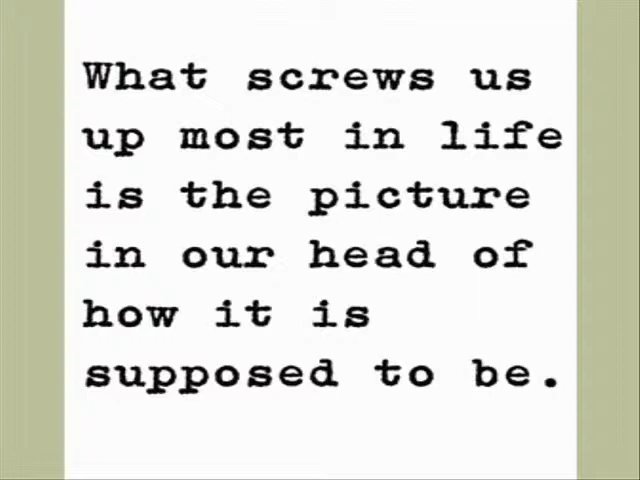 What screws us
up most in life
is the picture
in our head of
how it is
supposed to be.